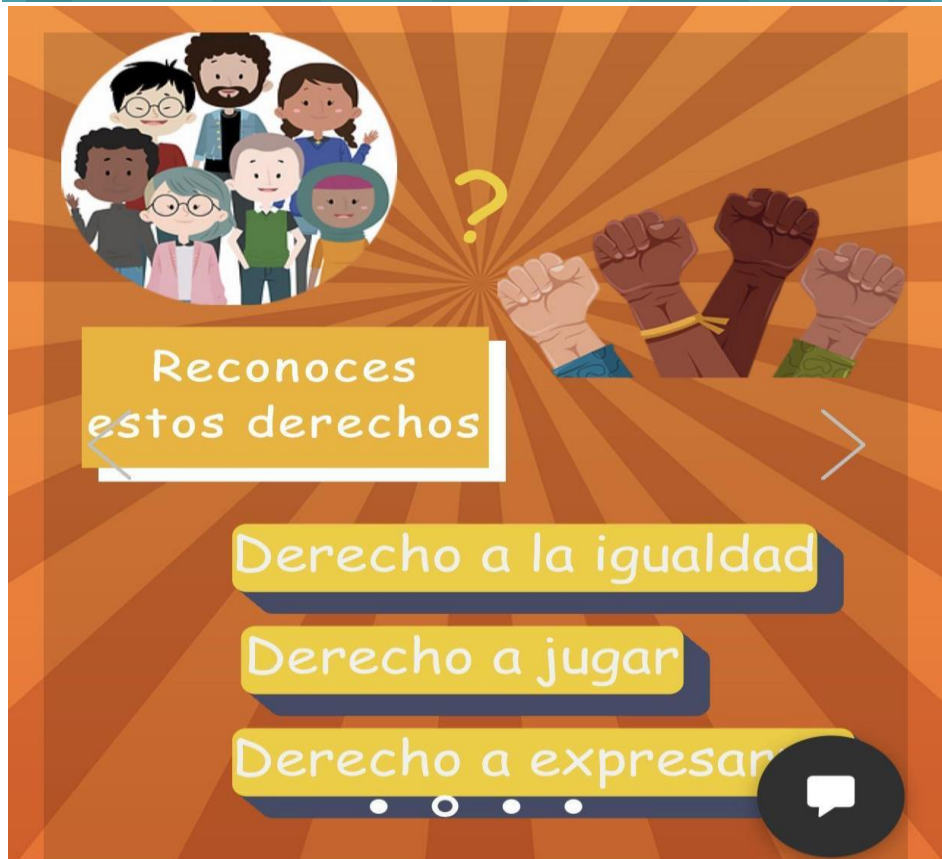 ?
Reconoces
estos derechos
Derecho a la igualdad
Derecho a jugar
Derecho a